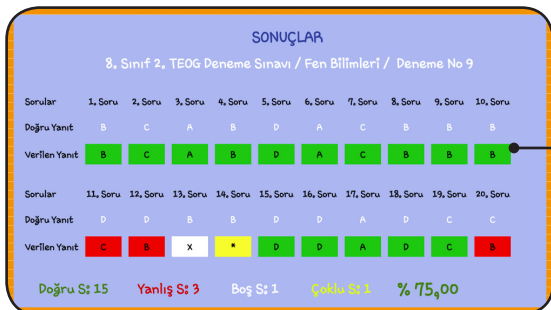 SONUÇLAR
8. Sınıf 2. TEOG Deneme Sınavı / Fen Bilimleri / Deneme No 9
Sorular 1. Soru 2. Soru 3. Soru 4. Soru 5. Soru 6. Soru 7. Soru 8. Soru 9. Soru 10. Soru
Doğru Yanıt B C A B D A C B B B
Verilen Yanıt B C A B D A C B B B
Sorular 11. Soru 12. Soru 13. Soru 14. Soru 15. Soru 16. Soru 17. Soru 18. Soru 19. Soru 20. Soru
Doğru Yanıt D D B B D D A D C C
Verilen Yanıt C B X * D D A D C B
Doğru S: 15 Yanlış S: 3 Boş S: 1 Çoklu S: 1 % 75,00